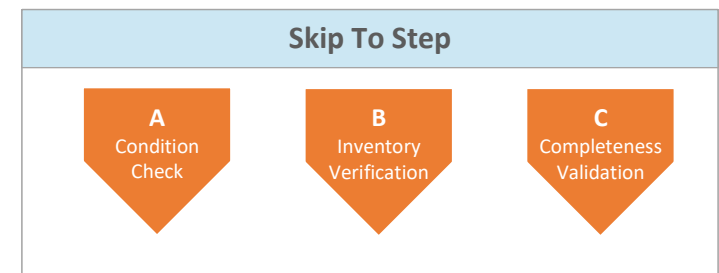 Skip To Step
A
Condition
Check
B
Inventory
Verification
C
Completeness
Validation